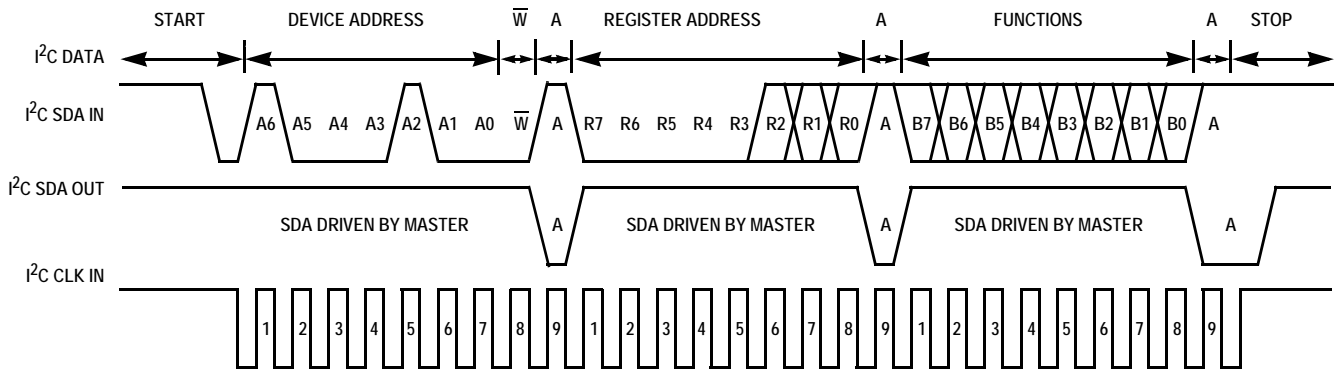 START DEVICE ADDRESS W̅ A REGISTER ADDRESS A FUNCTIONS A STOP
I²C DATA
I²C SDA IN A6 A5 A4 A3 A2 A1 A0 W̅ A R7 R6 R5 R4 R3 R2 R1 R0 A B7 B6 B5 B4 B3 B2 B1 B0 A
I²C SDA OUT
SDA DRIVEN BY MASTER A SDA DRIVEN BY MASTER A SDA DRIVEN BY MASTER A
I²C CLK IN
1 2 3 4 5 6 7 8 9 1 2 3 4 5 6 7 8 9 1 2 3 4 5 6 7 8 9